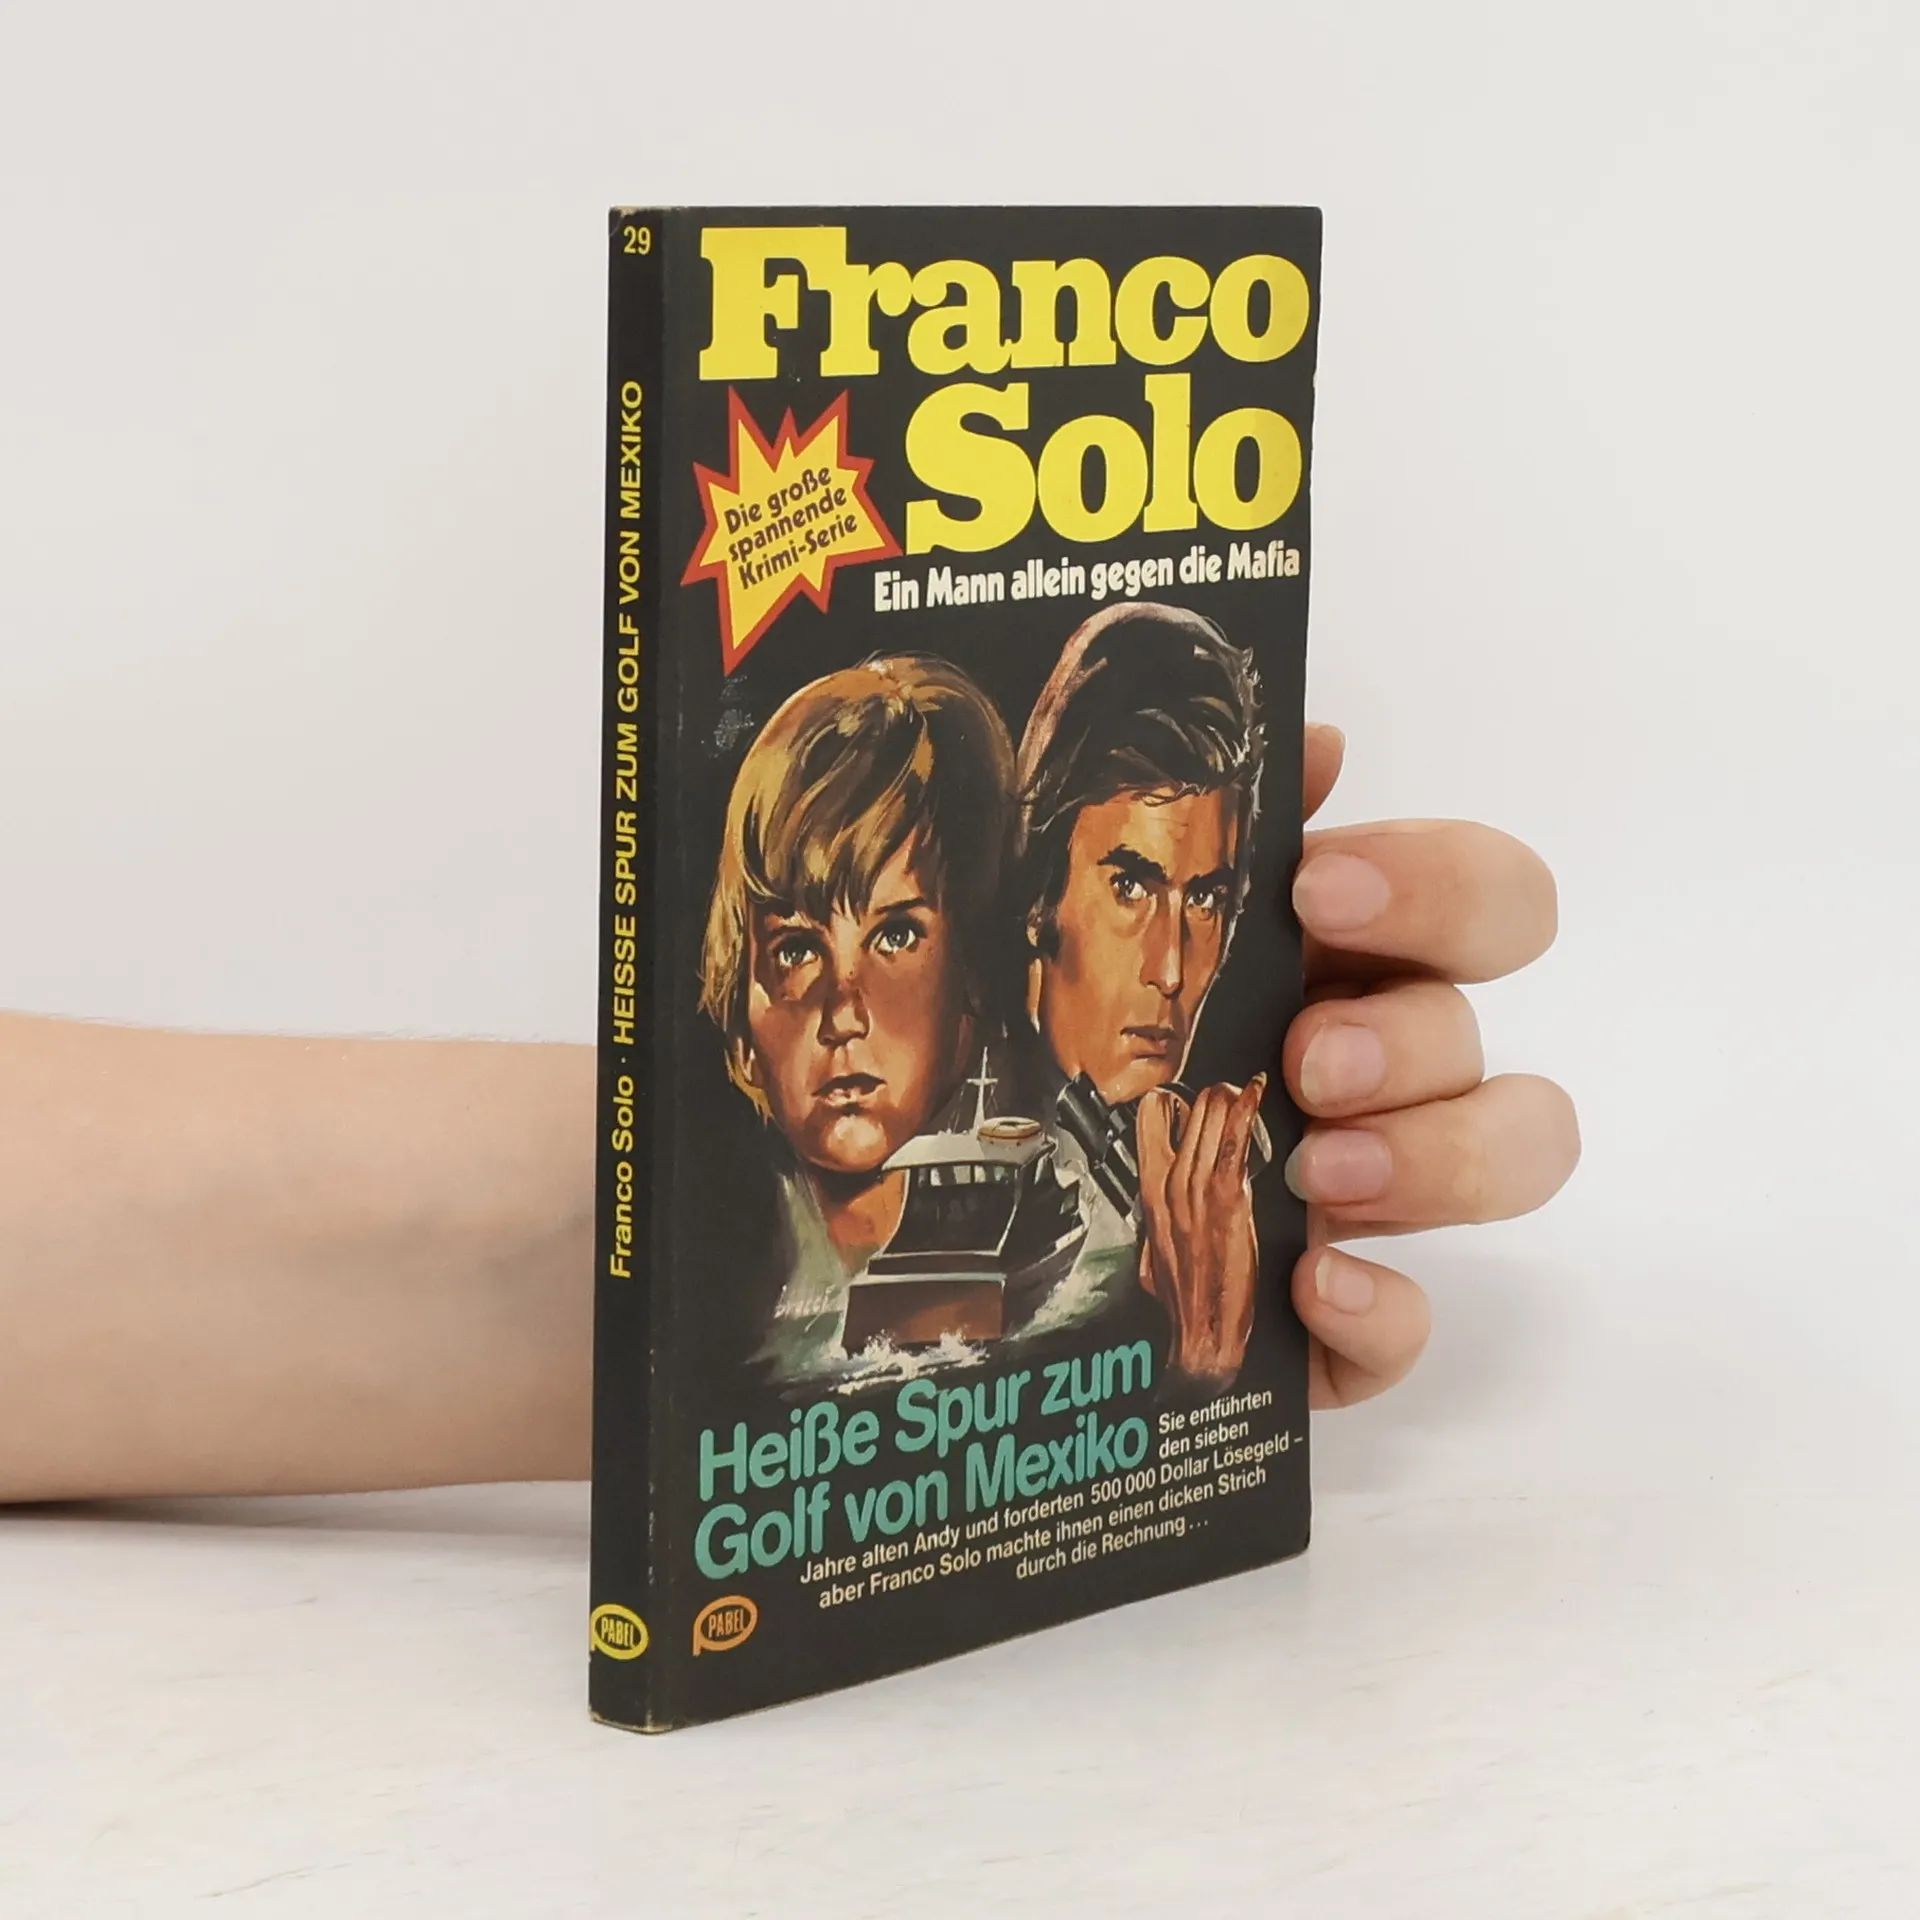 29
Franco Solo · HEISSE SPUR ZUM GOLF VON MEXIKO
PABEL
Franco
Solo
Die große
spannende
Krimi-Serie
Ein Mann allein gegen die Mafia
bracci
Heiße Spur zum
Golf von Mexiko
Sie entführten
den sieben
Jahre alten Andy und forderten 500 000 Dollar Lösegeld –
aber Franco Solo machte ihnen einen dicken Strich
durch die Rechnung...
PABEL